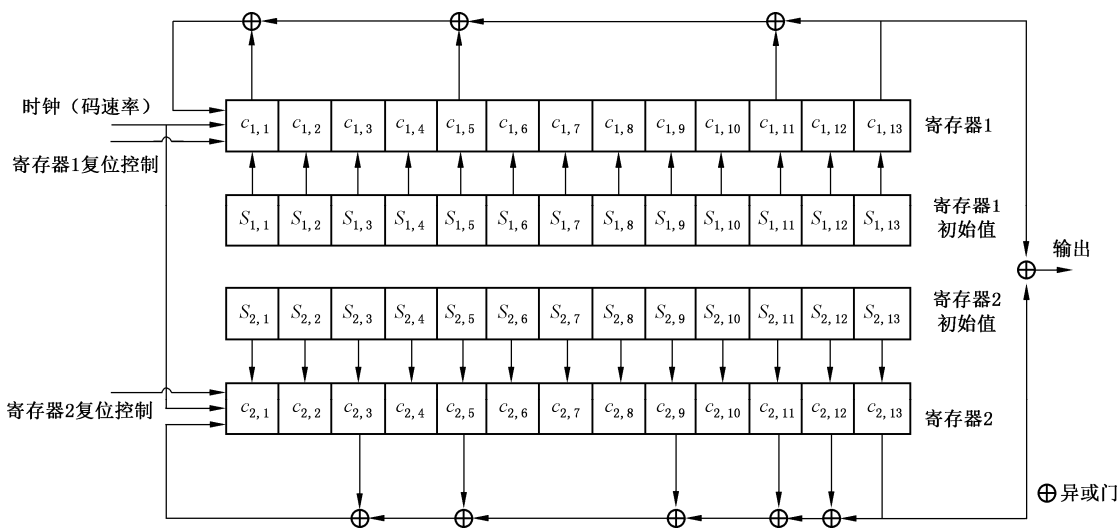 时钟（码速率）
寄存器1复位控制
c1,1 c1,2 c1,3 c1,4 c1,5 c1,6 c1,7 c1,8 c1,9 c1,10 c1,11 c1,12 c1,13
寄存器1
S1,1 S1,2 S1,3 S1,4 S1,5 S1,6 S1,7 S1,8 S1,9 S1,10 S1,11 S1,12 S1,13
寄存器1
初始值
输出
S2,1 S2,2 S2,3 S2,4 S2,5 S2,6 S2,7 S2,8 S2,9 S2,10 S2,11 S2,12 S2,13
寄存器2
初始值
寄存器2复位控制
c2,1 c2,2 c2,3 c2,4 c2,5 c2,6 c2,7 c2,8 c2,9 c2,10 c2,11 c2,12 c2,13
寄存器2
⊕异或门